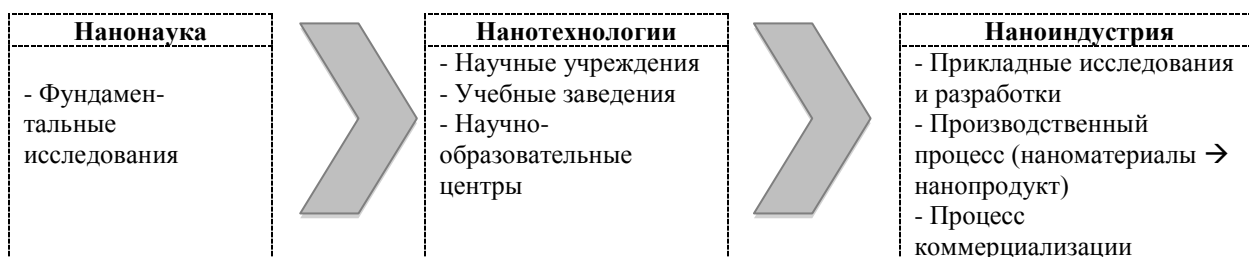 Нанонаука
- Фундамен-
тальные
исследования
Нанотехнологии
- Научные учреждения
- Учебные заведения
- Научно-
образовательные
центры
Наноиндустрия
- Прикладные исследования
и разработки
- Производственный
процесс (наноматериалы →
нанопродукт)
- Процесс
коммерциализации